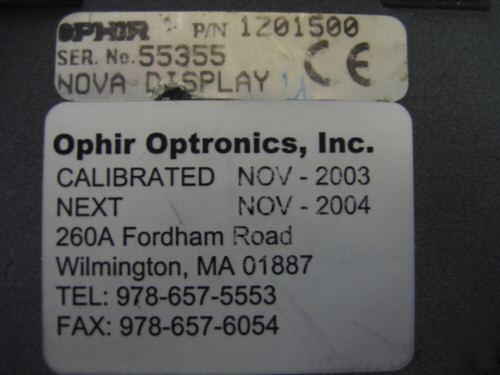 OPHIR P/N 1Z01500
SER. No. 55355
NOVA DISPLAY CE
Ophir Optronics, Inc.
CALIBRATED NOV - 2003
NEXT NOV - 2004
260A Fordham Road
Wilmington, MA 01887
TEL: 978-657-5553
FAX: 978-657-6054